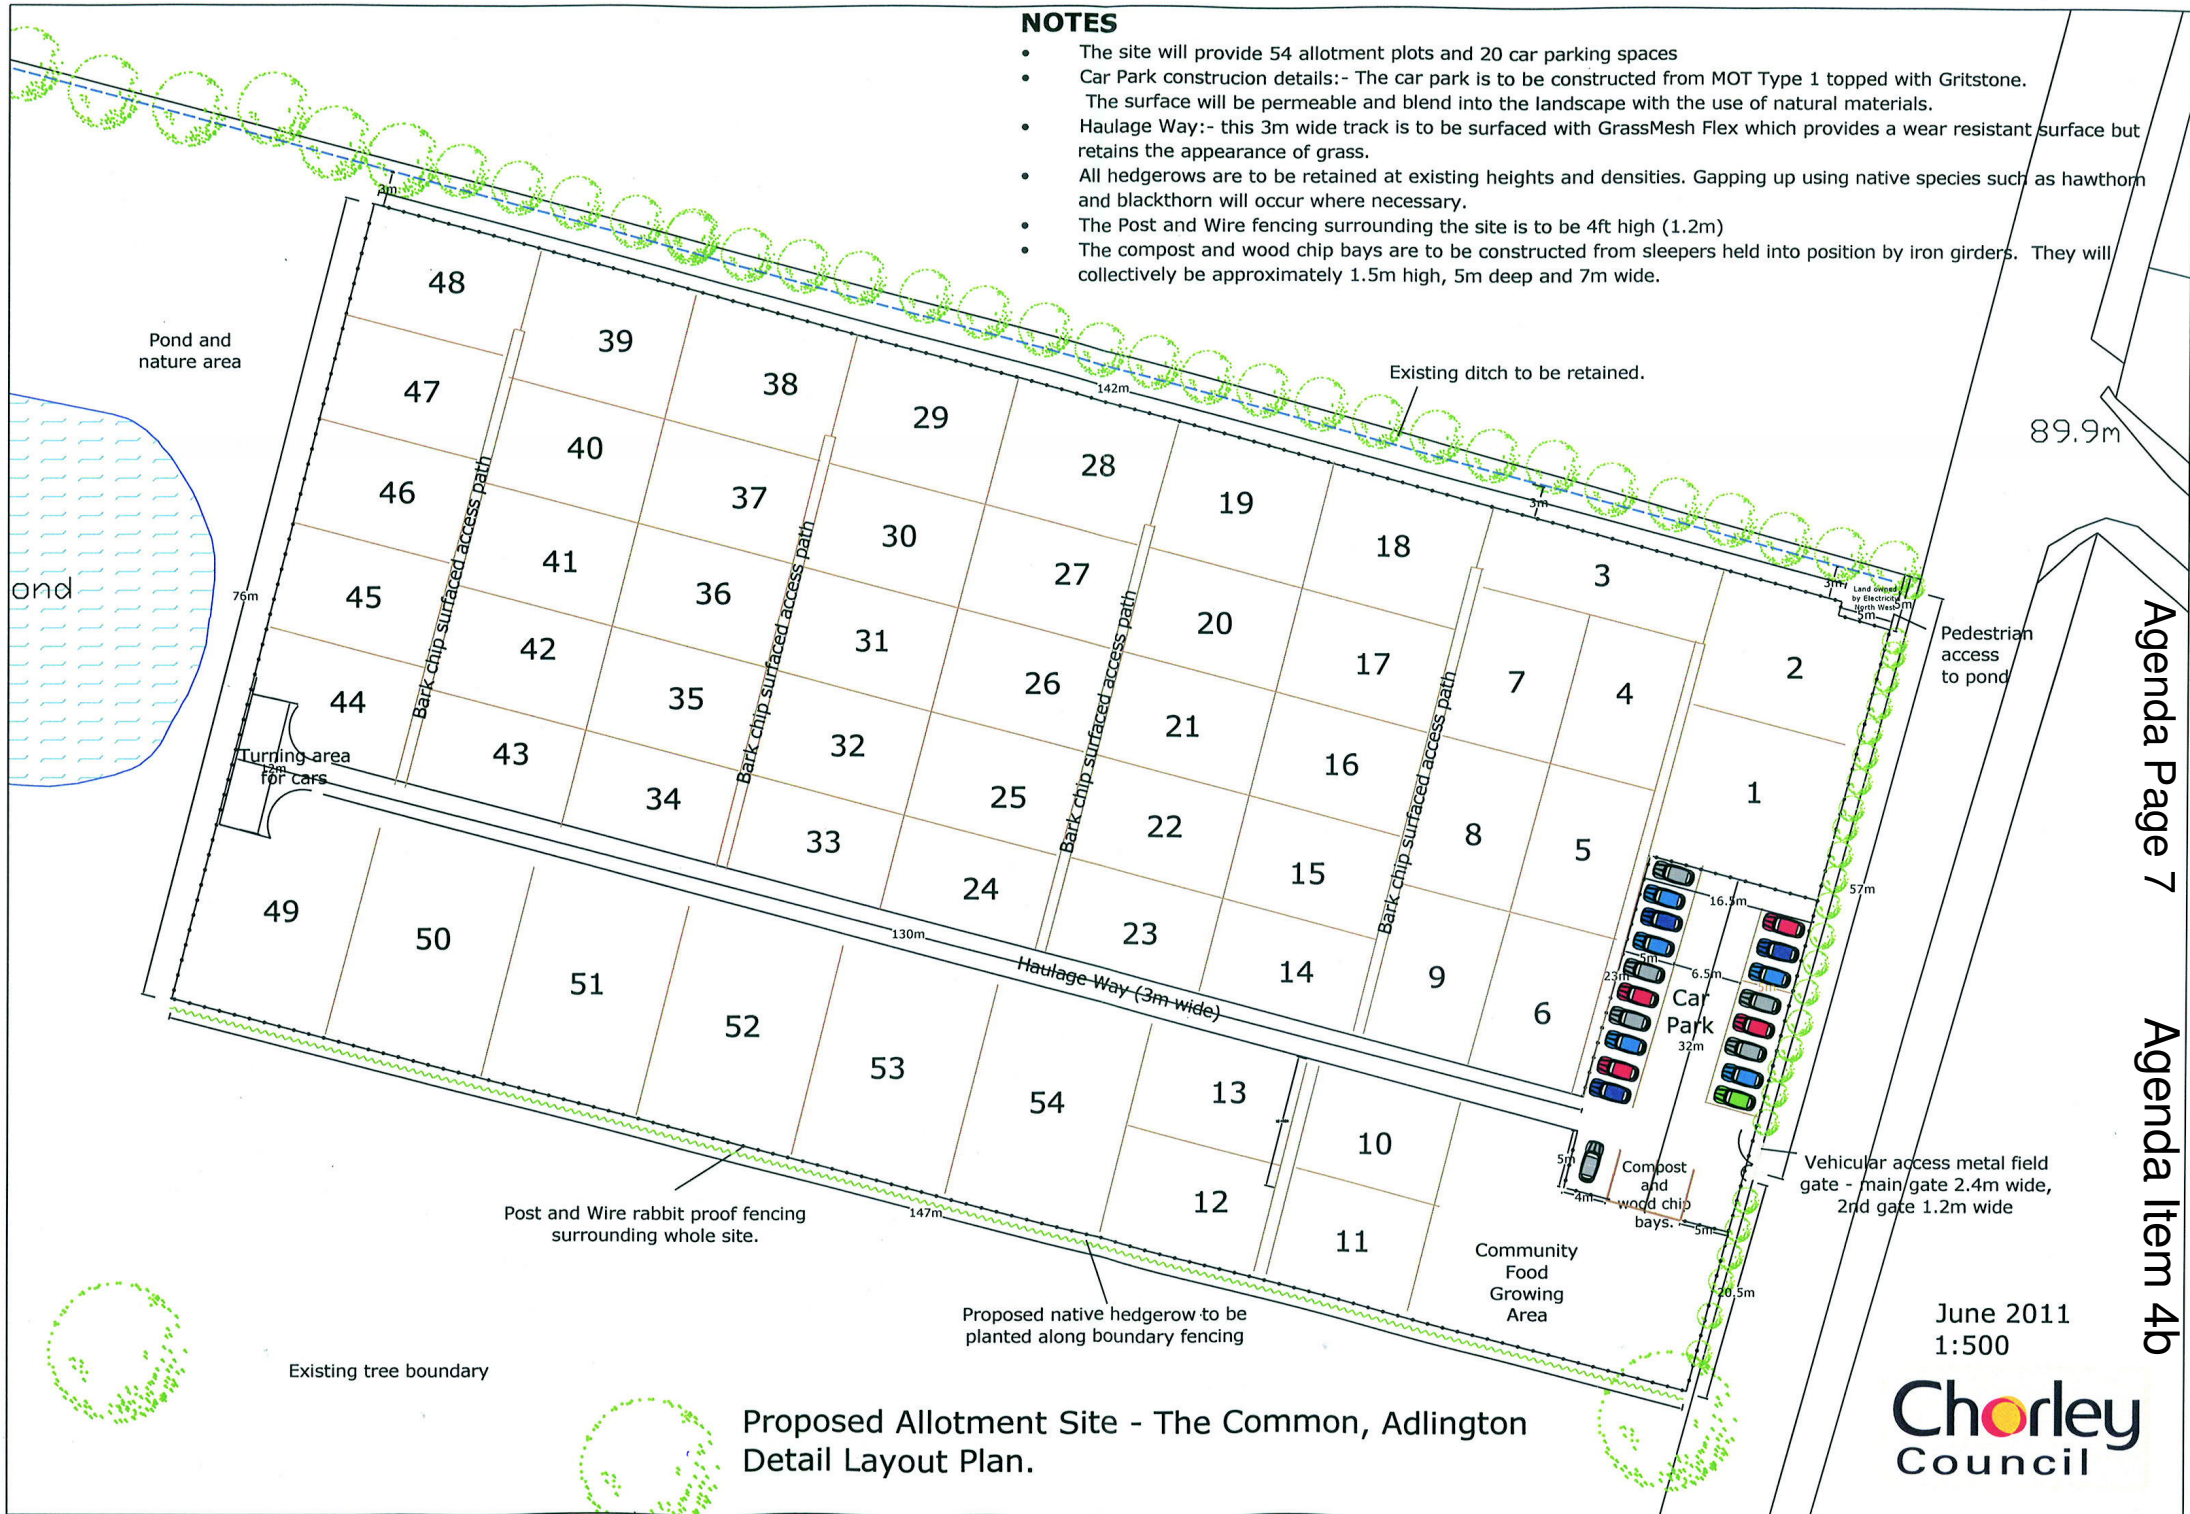 NOTES
• The site will provide 54 allotment plots and 20 car parking spaces
• Car Park construcion details:- The car park is to be constructed from MOT Type 1 topped with Gritstone.
The surface will be permeable and blend into the landscape with the use of natural materials.
• Haulage Way:- this 3m wide track is to be surfaced with GrassMesh Flex which provides a wear resistant surface but
retains the appearance of grass.
• All hedgerows are to be retained at existing heights and densities. Gapping up using native species such as hawthorn
and blackthorn will occur where necessary.
• The Post and Wire fencing surrounding the site is to be 4ft high (1.2m)
• The compost and wood chip bays are to be constructed from sleepers held into position by iron girders. They will
collectively be approximately 1.5m high, 5m deep and 7m wide.
3m
Pond and
nature area
ond
76m
142m
Existing ditch to be retained.
3m
3m
89.9m
Land owned
by Electricity
North West
5m
5m
Pedestrian
access
to pond
48
47
46
45
44
Bark chip surfaced access path
39
40
41
42
43
38
37
36
35
34
Bark chip surfaced access path
29
30
31
32
33
28
27
26
25
24
Bark chip surfaced access path
19
20
21
22
23
18
17
16
15
14
Bark chip surfaced access path
3
7
4
8
5
9
6
2
1
57m
Turning area
for cars
12m
130m
Haulage Way (3m wide)
49
50
51
52
53
54
13
12
10
11
16.5m
5m
23m
6.5m
5m
Car
Park
32m
5m
4m
Compost
and
wood chip
bays.
5m
Vehicular access metal field
gate - main gate 2.4m wide,
2nd gate 1.2m wide
20.5m
Community
Food
Growing
Area
Post and Wire rabbit proof fencing
surrounding whole site.
147m
Proposed native hedgerow to be
planted along boundary fencing
Existing tree boundary
Proposed Allotment Site - The Common, Adlington
Detail Layout Plan.
June 2011
1:500
Chorley
Council
Agenda Page 7
Agenda Item 4b